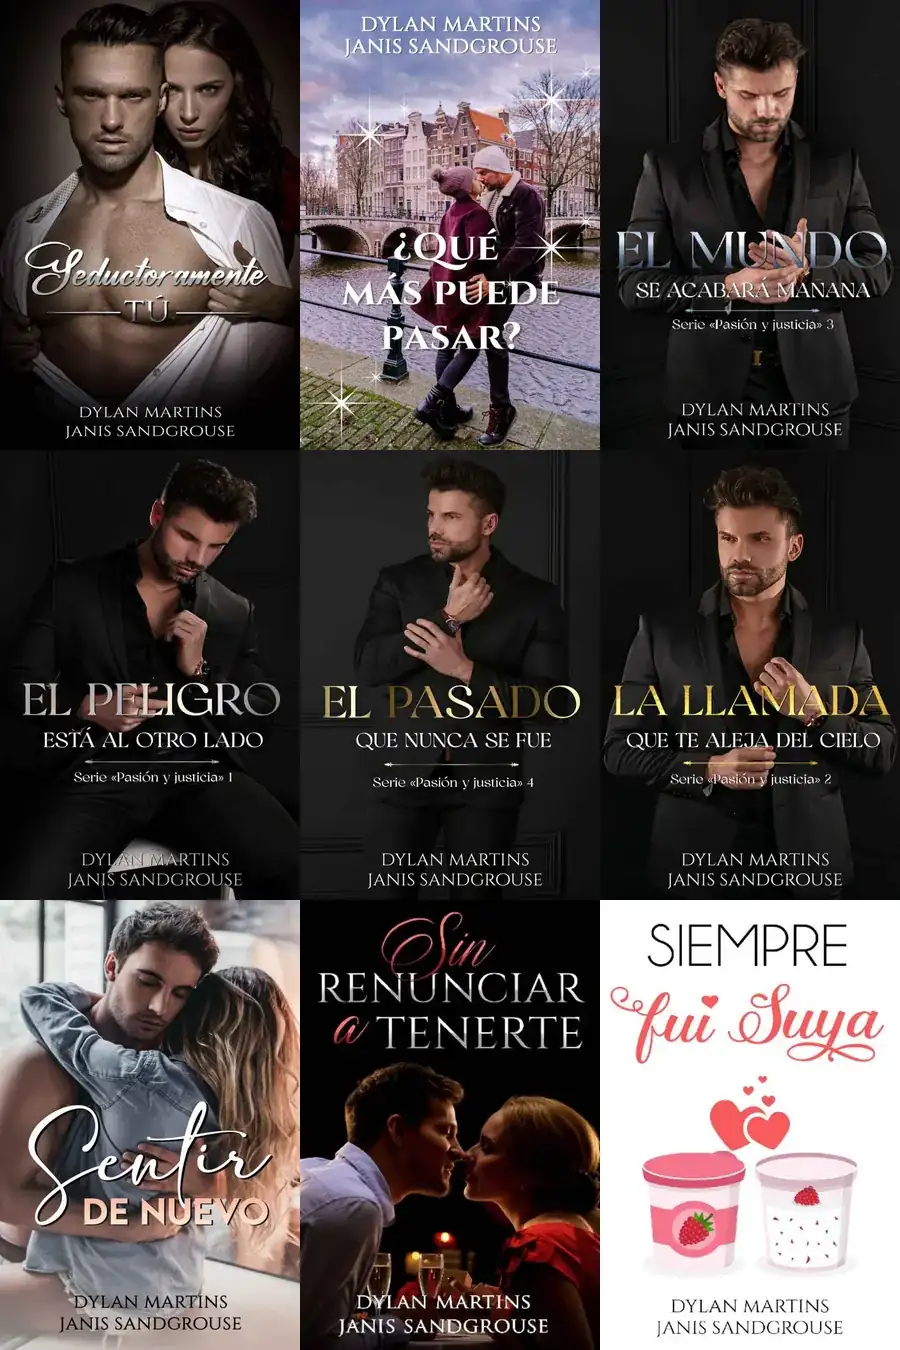 Seductoramente
TÚ
DYLAN MARTINS
JANIS SANDGROUSE
DYLAN MARTINS
JANIS SANDGROUSE
¿QUÉ
MÁS PUEDE
PASAR?
EL MUNDO
SE ACABARÁ MAÑANA
Serie «Pasión y justicia» 3
DYLAN MARTINS
JANIS SANDGROUSE
EL PELIGRO
ESTÁ AL OTRO LADO
Serie «Pasión y justicia» 1
DYLAN MARTINS
JANIS SANDGROUSE
EL PASADO
QUE NUNCA SE FUE
Serie «Pasión y justicia» 4
DYLAN MARTINS
JANIS SANDGROUSE
LA LLAMADA
QUE TE ALEJA DEL CIELO
Serie «Pasión y justicia» 2
DYLAN MARTINS
JANIS SANDGROUSE
Sentir
DE NUEVO
DYLAN MARTINS
JANIS SANDGROUSE
Sin
RENUNCIAR
a TENERTE
DYLAN MARTINS
JANIS SANDGROUSE
SIEMPRE
fui Suya
DYLAN MARTINS
JANIS SANDGROUSE